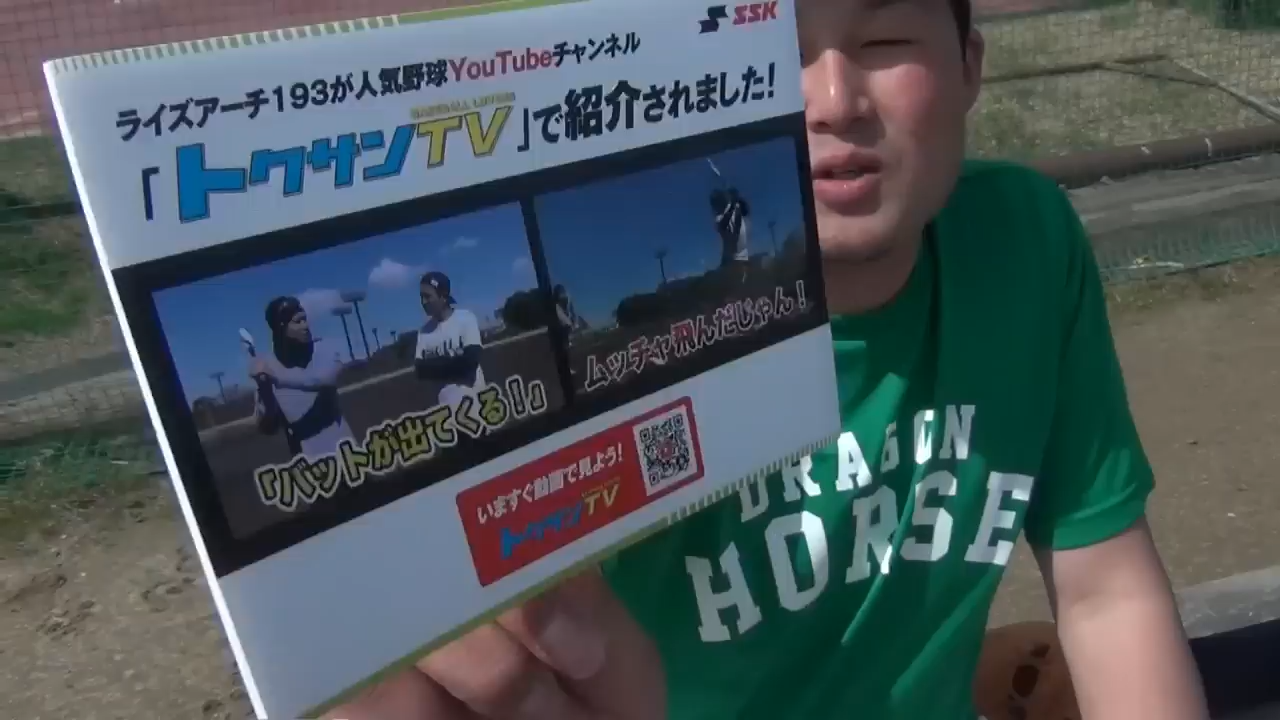 SSK
ライズアーチ193が人気野球YouTubeチャンネル
「トクサンTV」で紹介されました!
「バットが出てくる!」
ムッチャ飛んだじゃん!
いますぐ動画で見よう!
トクサンTV
DRAGON
HORSE